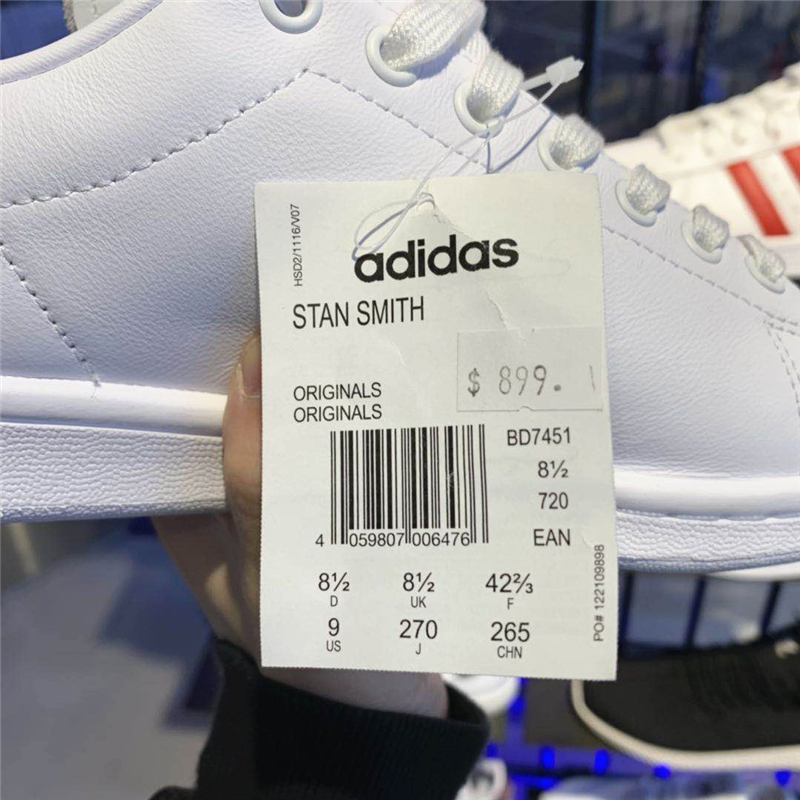 HSD2/1116/V07
adidas
STAN SMITH
$ 899.
ORIGINALS
ORIGINALS
BD7451
8½
720
EAN
4 059807 006476
8½ 8½ 42⅔
D UK F
9 270 265
US J CHN
PO# 122109898